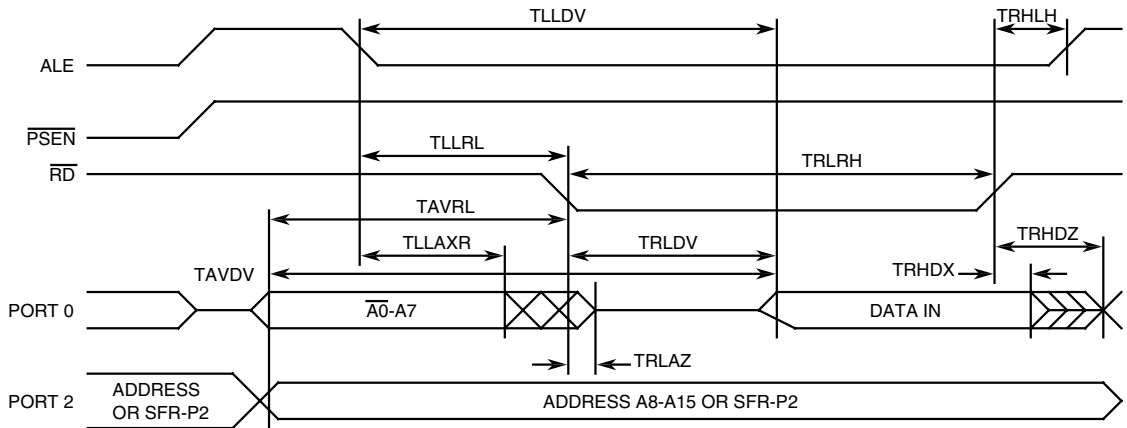 TLLDV
TRHLH
ALE
PSEN
TLLRL
TRLRH
RD
TAVRL
TRHDZ
TLLAXR
TRLDV
TAVDV
TRHDX
PORT 0
A0-A7
DATA IN
TRLAZ
PORT 2
ADDRESS
OR SFR-P2
ADDRESS A8-A15 OR SFR-P2